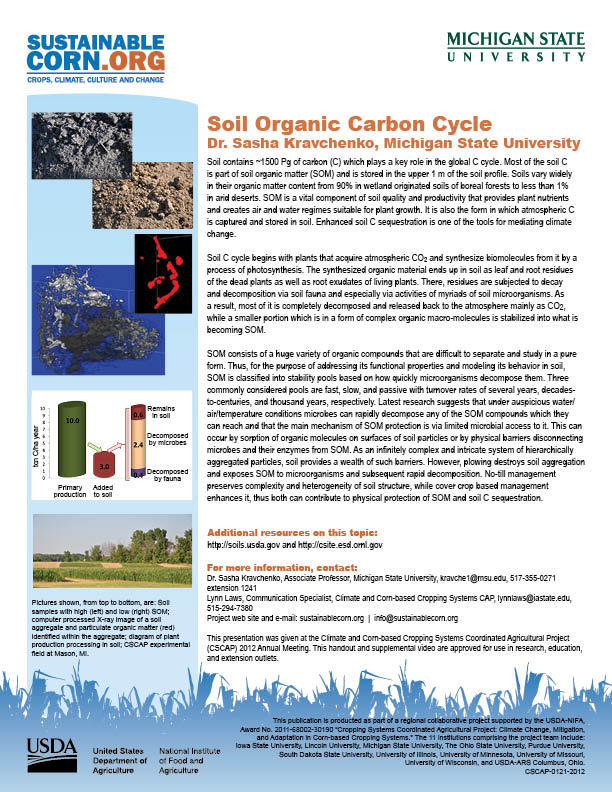 SUSTAINABLE
CORN.ORG
CROPS, CLIMATE, CULTURE AND CHANGE
MICHIGAN STATE
UNIVERSITY
Soil Organic Carbon Cycle
Dr. Sasha Kravchenko, Michigan State University
Soil contains ~1500 Pg of carbon (C) which plays a key role in the global C cycle. Most of the soil C
is part of soil organic matter (SOM) and is stored in the upper 1 m of the soil profile. Soils vary widely
in their organic matter content from 90% in wetland originated soils of boreal forests to less than 1%
in arid deserts. SOM is a vital component of soil quality and productivity that provides plant nutrients
and creates air and water regimes suitable for plant growth. It is also the form in which atmospheric C
is captured and stored in soil. Enhanced soil C sequestration is one of the tools for mediating climate
change.
Soil C cycle begins with plants that acquire atmospheric CO2 and synthesize biomolecules from it by a
process of photosynthesis. The synthesized organic material ends up in soil as leaf and root residues
of the dead plants as well as root exudates of living plants. There, residues are subjected to decay
and decomposition via soil fauna and especially via activities of myriads of soil microorganisms. As
a result, most of it is completely decomposed and released back to the atmosphere mainly as CO2,
while a smaller portion which is in a form of complex organic macro-molecules is stabilized into what is
becoming SOM.
SOM consists of a huge variety of organic compounds that are difficult to separate and study in a pure
form. Thus, for the purpose of addressing its functional properties and modeling its behavior in soil,
SOM is classified into stability pools based on how quickly microorganisms decompose them. Three
commonly considered pools are fast, slow, and passive with turnover rates of several years, decades-
to-centuries, and thousand years, respectively. Latest research suggests that under auspicious water/
air/temperature conditions microbes can rapidly decompose any of the SOM compounds which they
can reach and that the main mechanism of SOM protection is via limited microbial access to it. This can
occur by sorption of organic molecules on surfaces of soil particles or by physical barriers disconnecting
microbes and their enzymes from SOM. As an infinitely complex and intricate system of hierarchically
aggregated particles, soil provides a wealth of such barriers. However, plowing destroys soil aggregation
and exposes SOM to microorganisms and subsequent rapid decomposition. No-till management
preserves complexity and heterogeneity of soil structure, while cover crop based management
enhances it, thus both can contribute to physical protection of SOM and soil C sequestration.
Additional resources on this topic:
http://soils.usda.gov and http://csite.esd.ornl.gov
For more information, contact:
Dr. Sasha Kravchenko, Associate Professor, Michigan State University, kravche1@msu.edu, 517-355-0271
extension 1241
Lynn Laws, Communication Specialist, Climate and Corn-based Cropping Systems CAP, lynnlaws@iastate.edu,
515-294-7380
Project web site and e-mail: sustainablecorn.org | info@sustainablecorn.org
This presentation was given at the Climate and Corn-based Cropping Systems Coordinated Agricultural Project
(CSCAP) 2012 Annual Meeting. This handout and supplemental video are approved for use in research, education,
and extension outlets.
ton C/ha year
10
9
8
7
6
5
4
3
2
1
0
10.0
3.0
0.6
2.4
0.4
Remains
in soil
Decomposed
by microbes
Decomposed
by fauna
Primary
production
Added
to soil
Pictures shown, from top to bottom, are: Soil
samples with high (left) and low (right) SOM;
computer processed X-ray image of a soil
aggregate and particulate organic matter (red)
identified within the aggregate; diagram of plant
production processing in soil; CSCAP experimental
field at Mason, MI.
This publication is produced as part of a regional collaborative project supported by the USDA-NIFA,
Award No. 2011-68002-30190 "Cropping Systems Coordinated Agricultural Project: Climate Change, Mitigation,
and Adaptation in Corn-based Cropping Systems." The 11 institutions comprising the project team include:
Iowa State University, Lincoln University, Michigan State University, The Ohio State University, Purdue University,
South Dakota State University, University of Illinois, University of Minnesota, University of Missouri,
University of Wisconsin, and USDA-ARS Columbus, Ohio.
CSCAP-0121-2012
USDA
United States
Department of
Agriculture
National Institute
of Food and
Agriculture